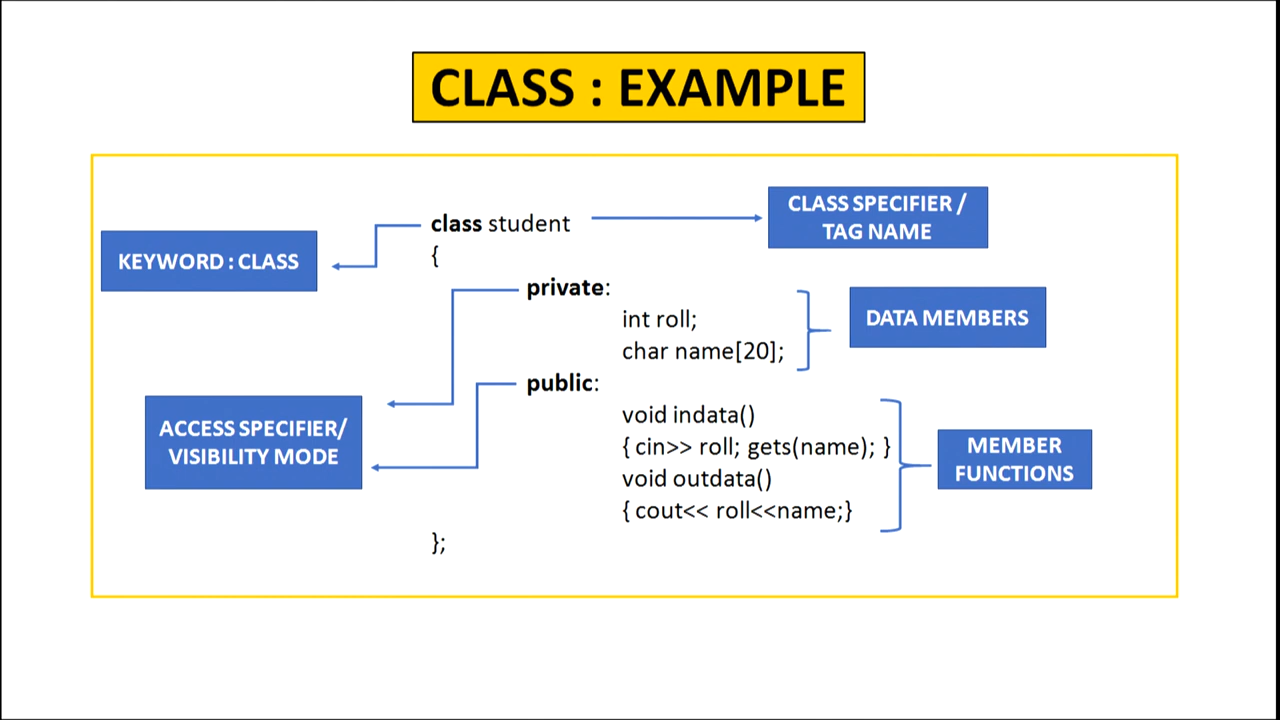 CLASS : EXAMPLE
class student
CLASS SPECIFIER /
TAG NAME
KEYWORD : CLASS
{
private:
int roll;
char name[20];
DATA MEMBERS
public:
ACCESS SPECIFIER/
VISIBILITY MODE
void indata()
{ cin>> roll; gets(name); }
void outdata()
{ cout<< roll<<name;}
MEMBER
FUNCTIONS
};